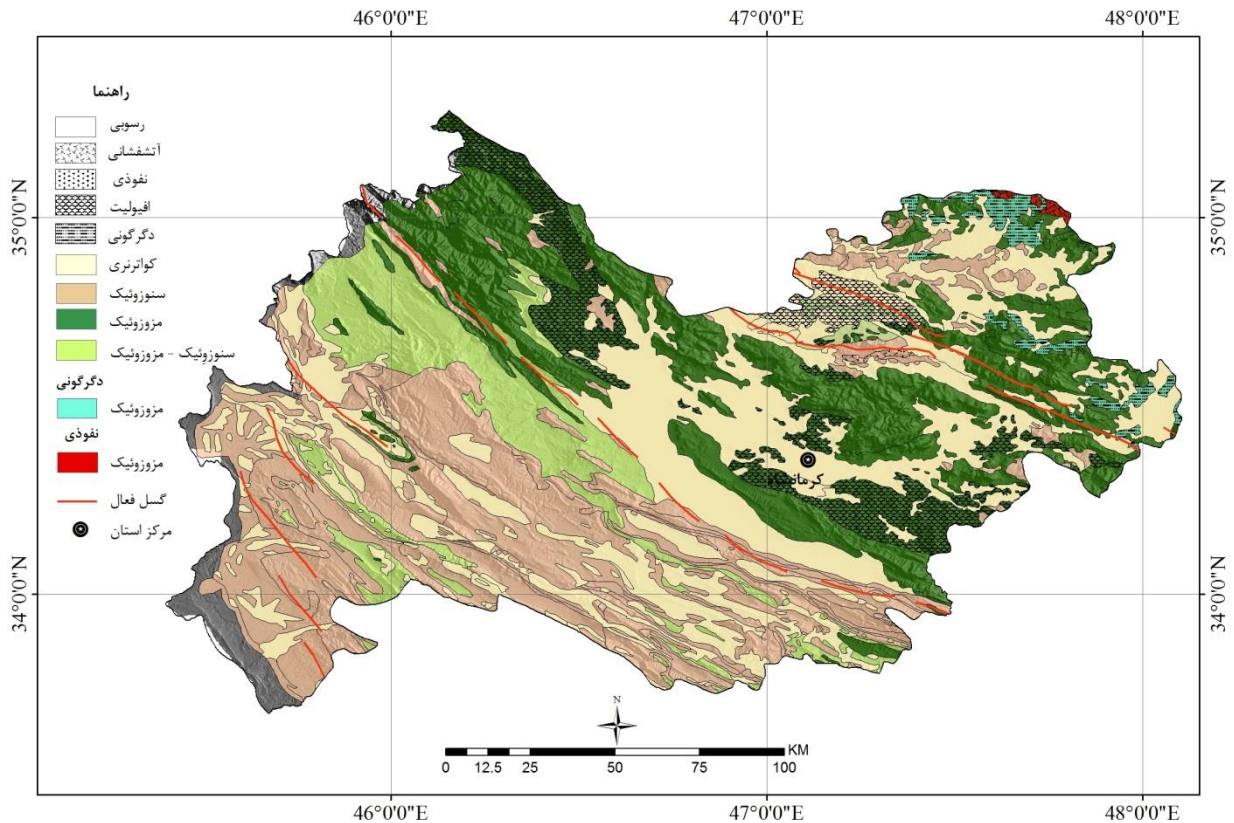 46°0'0"E
47°0'0"E
48°0'0"E
راهنما
رسوبی
آتشفشانی
نفوذی
افیولیت
دگرگونی
کواترنری
سنوزوئیک
مزوزوئیک
سنوزوئیک - مزوزوئیک
دگرگونی
مزوزوئیک
نفوذی
مزوزوئیک
گسل فعال
مرکز استان
35°0'0"N
35°0'0"N
34°0'0"N
34°0'0"N
کرمانشاه
N
KM
0 12.5 25 50 75 100
46°0'0"E
47°0'0"E
48°0'0"E